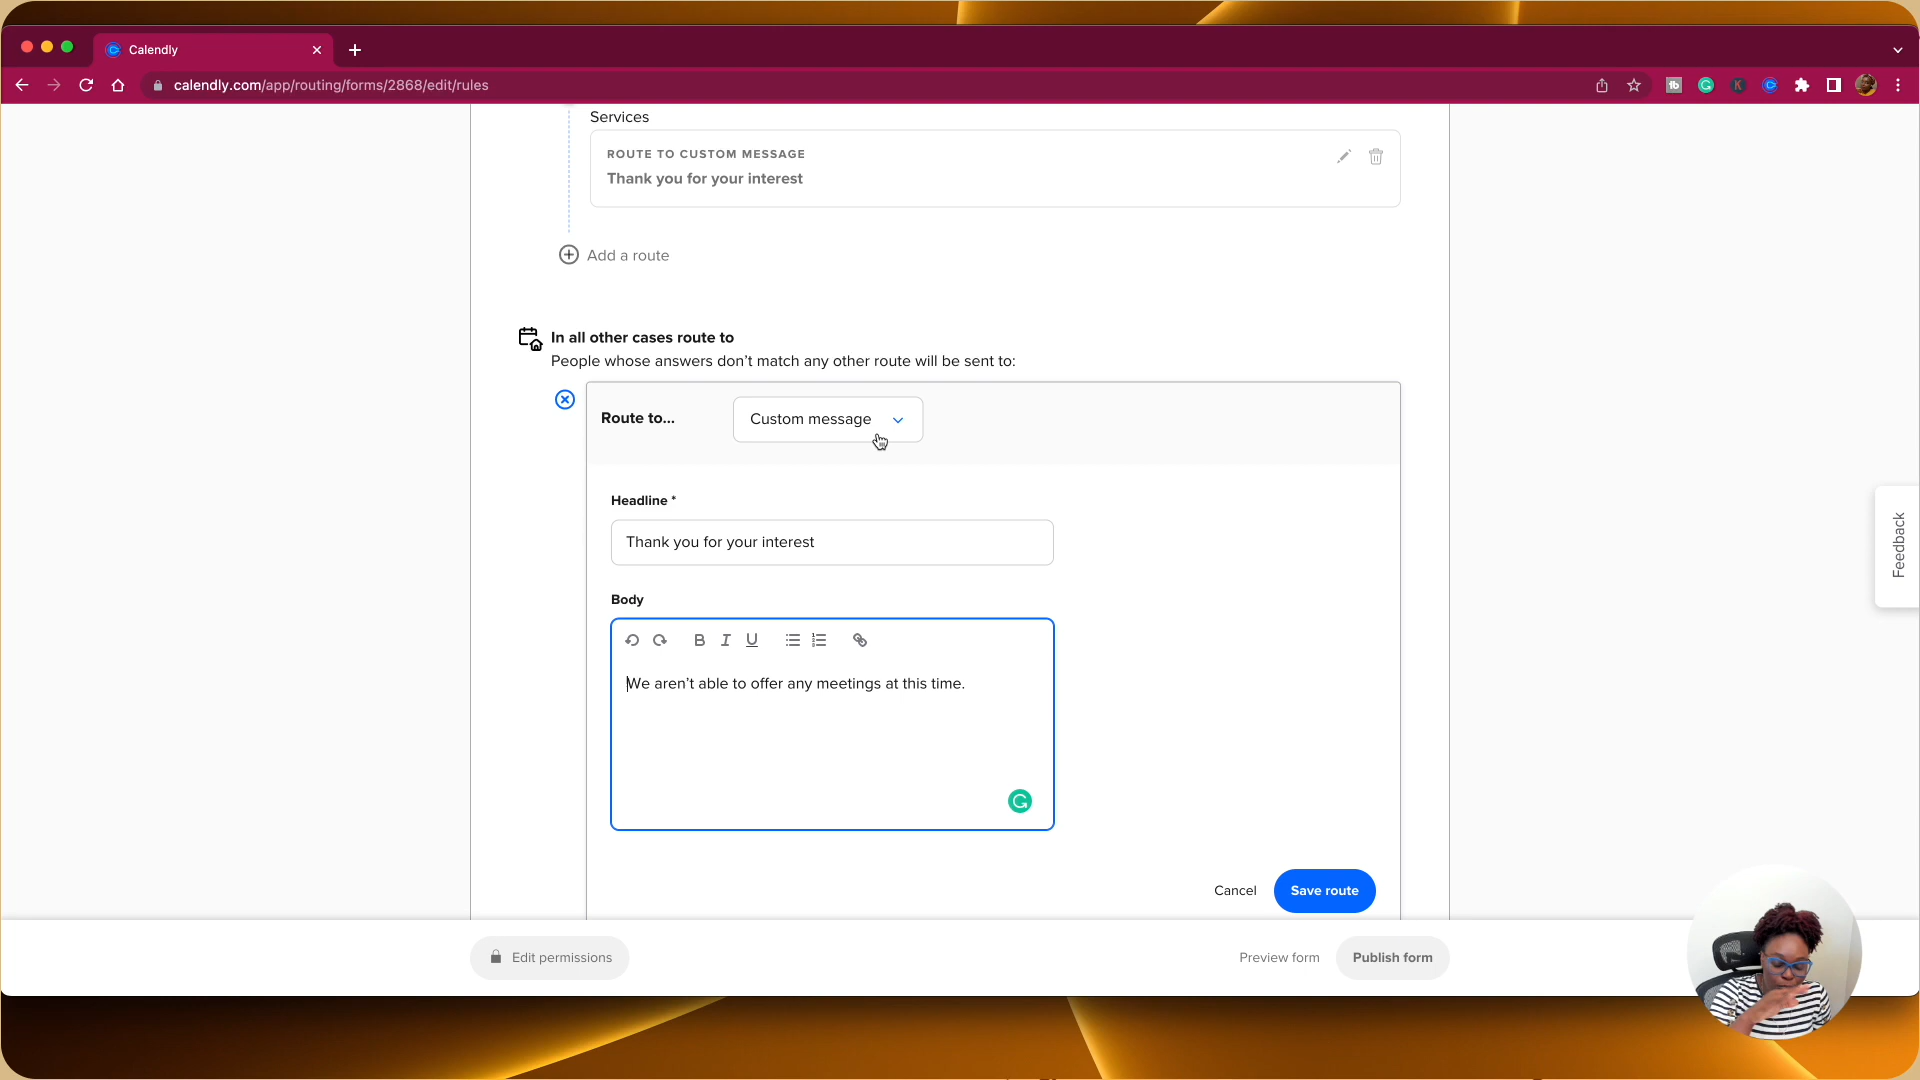 Calendly
calendly.com/app/routing/forms/2868/edit/rules
Services
ROUTE TO CUSTOM MESSAGE
Thank you for your interest
Add a route
In all other cases route to
People whose answers don’t match any other route will be sent to:
Route to...
Custom message
Headline *
Thank you for your interest
Body
B I U
We aren’t able to offer any meetings at this time.
Cancel
Save route
Feedback
Edit permissions
Preview form
Publish form